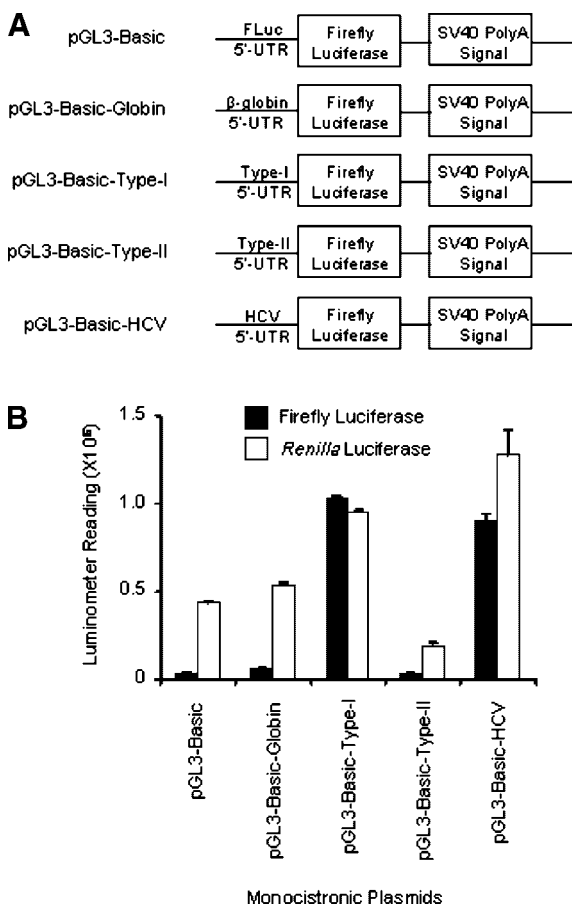 A
pGL3-Basic
FLuc
5'-UTR
Firefly
Luciferase
SV40 PolyA
Signal
pGL3-Basic-Globin
β-globin
5'-UTR
Firefly
Luciferase
SV40 PolyA
Signal
pGL3-Basic-Type-I
Type-I
5'-UTR
Firefly
Luciferase
SV40 PolyA
Signal
pGL3-Basic-Type-II
Type-II
5'-UTR
Firefly
Luciferase
SV40 PolyA
Signal
pGL3-Basic-HCV
HCV
5'-UTR
Firefly
Luciferase
SV40 PolyA
Signal
B
Firefly Luciferase
Renilla Luciferase
Luminometer Reading
1.5
1.0
0.5
0
pGL3-Basic
pGL3-Basic-Globin
pGL3-Basic-Type-I
pGL3-Basic-Type-II
pGL3-Basic-HCV
Monocistronic Plasmids